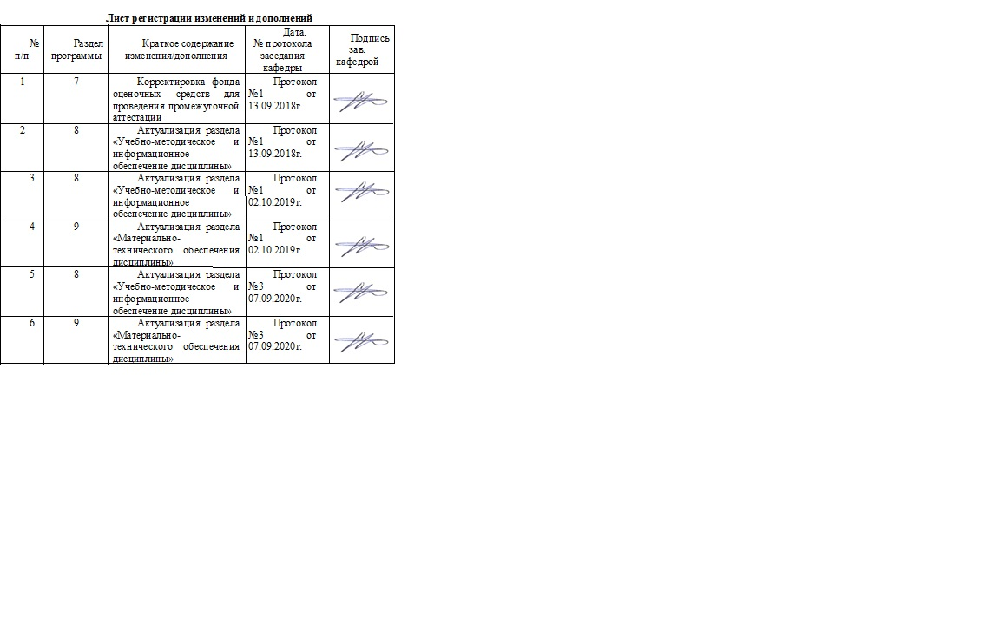 Лист регистрации изменений и дополнений
№ п/п
Раздел программы
Краткое содержание изменения/дополнения
Дата.
№ протокола
заседания
кафедры
Подпись
зав.
кафедрой
1
7
Корректировка фонда
оценочных средств для
проведения промежуточной
аттестации
Протокол
№1 от
13.09.2018г.
2
8
Актуализация раздела
«Учебно-методическое и
информационное
обеспечение дисциплины»
Протокол
№1 от
13.09.2018г.
3
8
Актуализация раздела
«Учебно-методическое и
информационное
обеспечение дисциплины»
Протокол
№1 от
02.10.2019г.
4
9
Актуализация раздела
«Материально-
технического обеспечения
дисциплины»
Протокол
№1 от
02.10.2019г.
5
8
Актуализация раздела
«Учебно-методическое и
информационное
обеспечение дисциплины»
Протокол
№3 от
07.09.2020г.
6
9
Актуализация раздела
«Материально-
технического обеспечения
дисциплины»
Протокол
№3 от
07.09.2020г.